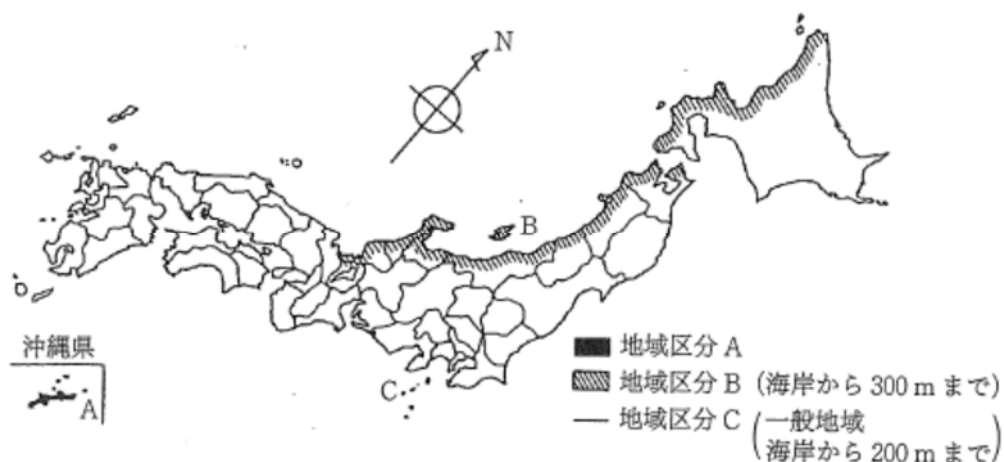 N
B
C
沖縄県
A
地域区分 A
地域区分 B (海岸から 300 m まで)
地域区分 C (一般地域
海岸から 200 m まで)